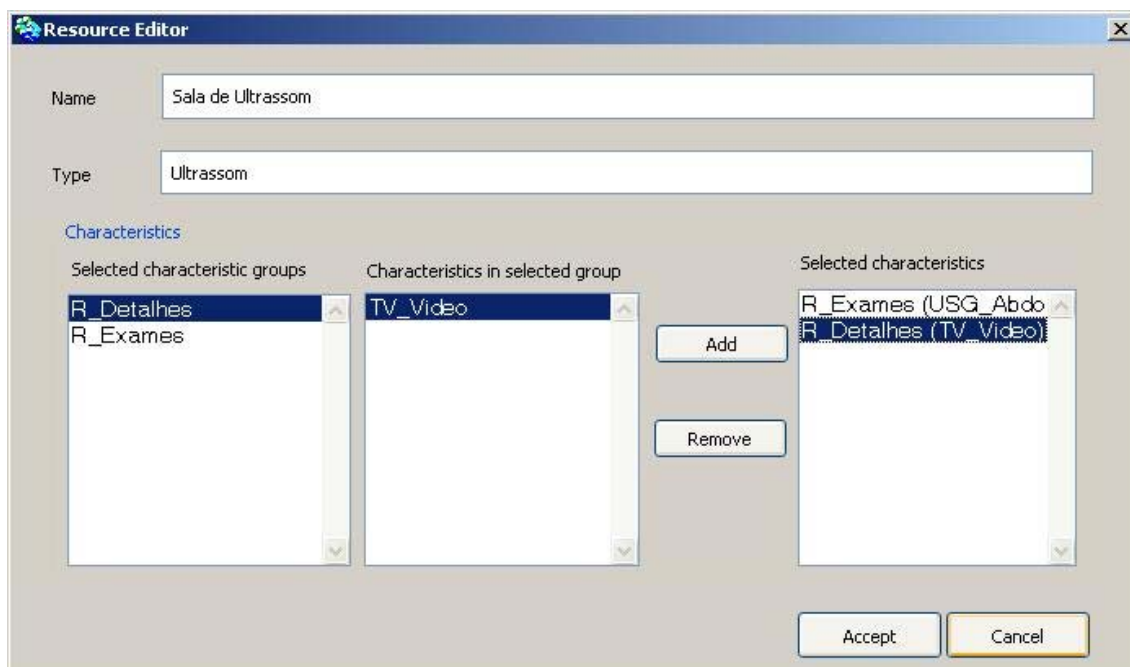 Resource Editor
Name
Sala de Ultrassom
Type
Ultrassom
Characteristics
Selected characteristic groups
R_Detalhes
R_Exames
Characteristics in selected group
TV_Video
Add
Remove
Selected characteristics
R_Exames (USG_Abdo
R_Detalhes (TV_Video)
Accept
Cancel